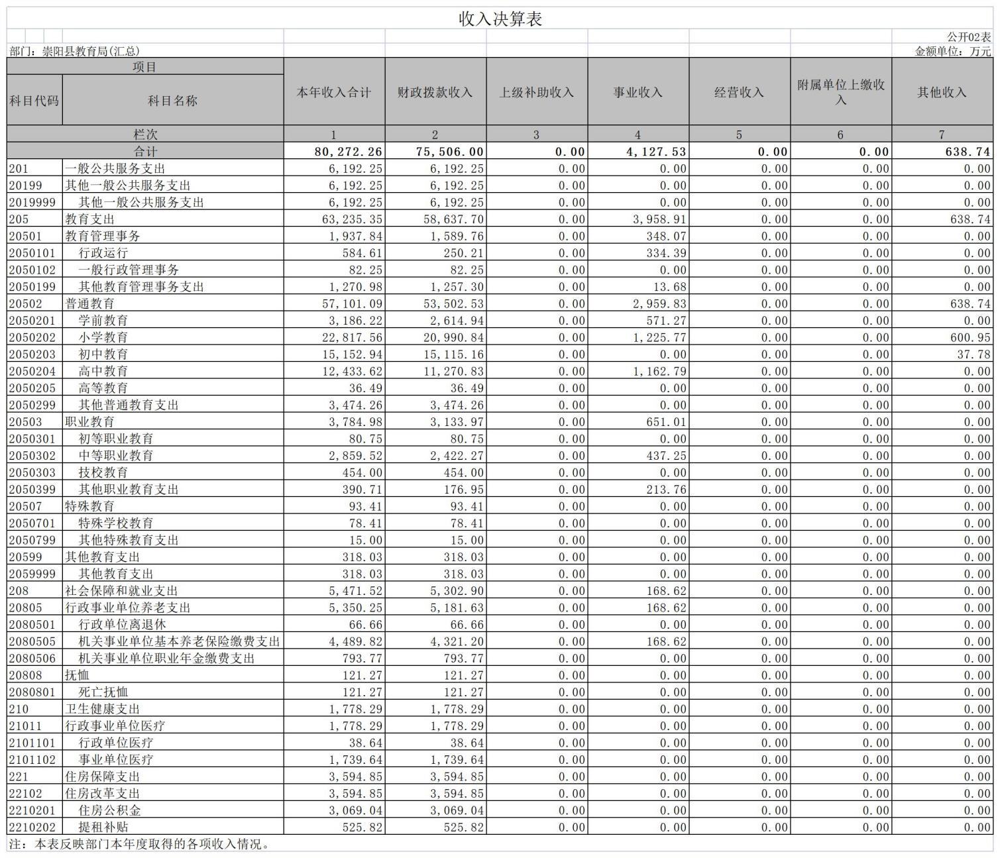 收入决算表
公开02表
部门：崇阳县教育局(汇总) 金额单位：万元
项目 本年收入合计 财政拨款收入 上级补助收入 事业收入 经营收入 附属单位上缴收入 其他收入
科目代码 科目名称
栏次 1 2 3 4 5 6 7
合计 80,272.26 75,506.00 0.00 4,127.53 0.00 0.00 638.74
201 一般公共服务支出 6,192.25 6,192.25 0.00 0.00 0.00 0.00 0.00
20199 其他一般公共服务支出 6,192.25 6,192.25 0.00 0.00 0.00 0.00 0.00
2019999 其他一般公共服务支出 6,192.25 6,192.25 0.00 0.00 0.00 0.00 0.00
205 教育支出 63,235.35 58,637.70 0.00 3,958.91 0.00 0.00 638.74
20501 教育管理事务 1,937.84 1,589.76 0.00 348.07 0.00 0.00 0.00
2050101 行政运行 584.61 250.21 0.00 334.39 0.00 0.00 0.00
2050102 一般行政管理事务 82.25 82.25 0.00 0.00 0.00 0.00 0.00
2050199 其他教育管理事务支出 1,270.98 1,257.30 0.00 13.68 0.00 0.00 0.00
20502 普通教育 57,101.09 53,502.53 0.00 2,959.83 0.00 0.00 638.74
2050201 学前教育 3,186.22 2,614.94 0.00 571.27 0.00 0.00 0.00
2050202 小学教育 22,817.56 20,990.84 0.00 1,225.77 0.00 0.00 600.95
2050203 初中教育 15,152.94 15,115.16 0.00 0.00 0.00 0.00 37.78
2050204 高中教育 12,433.62 11,270.83 0.00 1,162.79 0.00 0.00 0.00
2050205 高等教育 36.49 36.49 0.00 0.00 0.00 0.00 0.00
2050299 其他普通教育支出 3,474.26 3,474.26 0.00 0.00 0.00 0.00 0.00
20503 职业教育 3,784.98 3,133.97 0.00 651.01 0.00 0.00 0.00
2050301 初等职业教育 80.75 80.75 0.00 0.00 0.00 0.00 0.00
2050302 中等职业教育 2,859.52 2,422.27 0.00 437.25 0.00 0.00 0.00
2050303 技校教育 454.00 454.00 0.00 0.00 0.00 0.00 0.00
2050399 其他职业教育支出 390.71 176.95 0.00 213.76 0.00 0.00 0.00
20507 特殊教育 93.41 93.41 0.00 0.00 0.00 0.00 0.00
2050701 特殊学校教育 78.41 78.41 0.00 0.00 0.00 0.00 0.00
2050799 其他特殊教育支出 15.00 15.00 0.00 0.00 0.00 0.00 0.00
20599 其他教育支出 318.03 318.03 0.00 0.00 0.00 0.00 0.00
2059999 其他教育支出 318.03 318.03 0.00 0.00 0.00 0.00 0.00
208 社会保障和就业支出 5,471.52 5,302.90 0.00 168.62 0.00 0.00 0.00
20805 行政事业单位养老支出 5,350.25 5,181.63 0.00 168.62 0.00 0.00 0.00
2080501 行政单位离退休 66.66 66.66 0.00 0.00 0.00 0.00 0.00
2080505 机关事业单位基本养老保险缴费支出 4,489.82 4,321.20 0.00 168.62 0.00 0.00 0.00
2080506 机关事业单位职业年金缴费支出 793.77 793.77 0.00 0.00 0.00 0.00 0.00
20808 抚恤 121.27 121.27 0.00 0.00 0.00 0.00 0.00
2080801 死亡抚恤 121.27 121.27 0.00 0.00 0.00 0.00 0.00
210 卫生健康支出 1,778.29 1,778.29 0.00 0.00 0.00 0.00 0.00
21011 行政事业单位医疗 1,778.29 1,778.29 0.00 0.00 0.00 0.00 0.00
2101101 行政单位医疗 38.64 38.64 0.00 0.00 0.00 0.00 0.00
2101102 事业单位医疗 1,739.64 1,739.64 0.00 0.00 0.00 0.00 0.00
221 住房保障支出 3,594.85 3,594.85 0.00 0.00 0.00 0.00 0.00
22102 住房改革支出 3,594.85 3,594.85 0.00 0.00 0.00 0.00 0.00
2210201 住房公积金 3,069.04 3,069.04 0.00 0.00 0.00 0.00 0.00
2210202 提租补贴 525.82 525.82 0.00 0.00 0.00 0.00 0.00
注：本表反映部门本年度取得的各项收入情况。